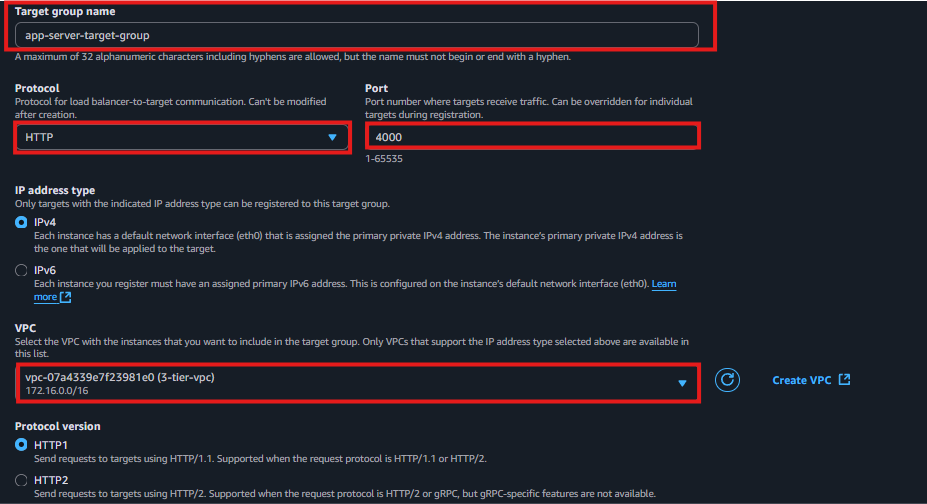 Target group name
app-server-target-group
A maximum of 32 alphanumeric characters including hyphens are allowed, but the name must not begin or end with a hyphen.
Protocol
Protocol for load balancer-to-target communication. Can't be modified
after creation.
HTTP
Port
Port number where targets receive traffic. Can be overridden for individual
targets during registration.
4000
1-65535
IP address type
Only targets with the indicated IP address type can be registered to this target group.
IPv4
Each instance has a default network interface (eth0) that is assigned the primary private IPv4 address. The instance's primary private IPv4 address is
the one that will be applied to the target.
IPv6
Each instance you register must have an assigned primary IPv6 address. This is configured on the instance's default network interface (eth0). Learn
more
VPC
Select the VPC with the instances that you want to include in the target group. Only VPCs that support the IP address type selected above are available in
this list.
vpc-07a4339e7f23981e0 (3-tier-vpc)
172.16.0.0/16
Create VPC
Protocol version
HTTP1
Send requests to targets using HTTP/1.1. Supported when the request protocol is HTTP/1.1 or HTTP/2.
HTTP2
Send requests to targets using HTTP/2. Supported when the request protocol is HTTP/2 or gRPC, but gRPC-specific features are not available.